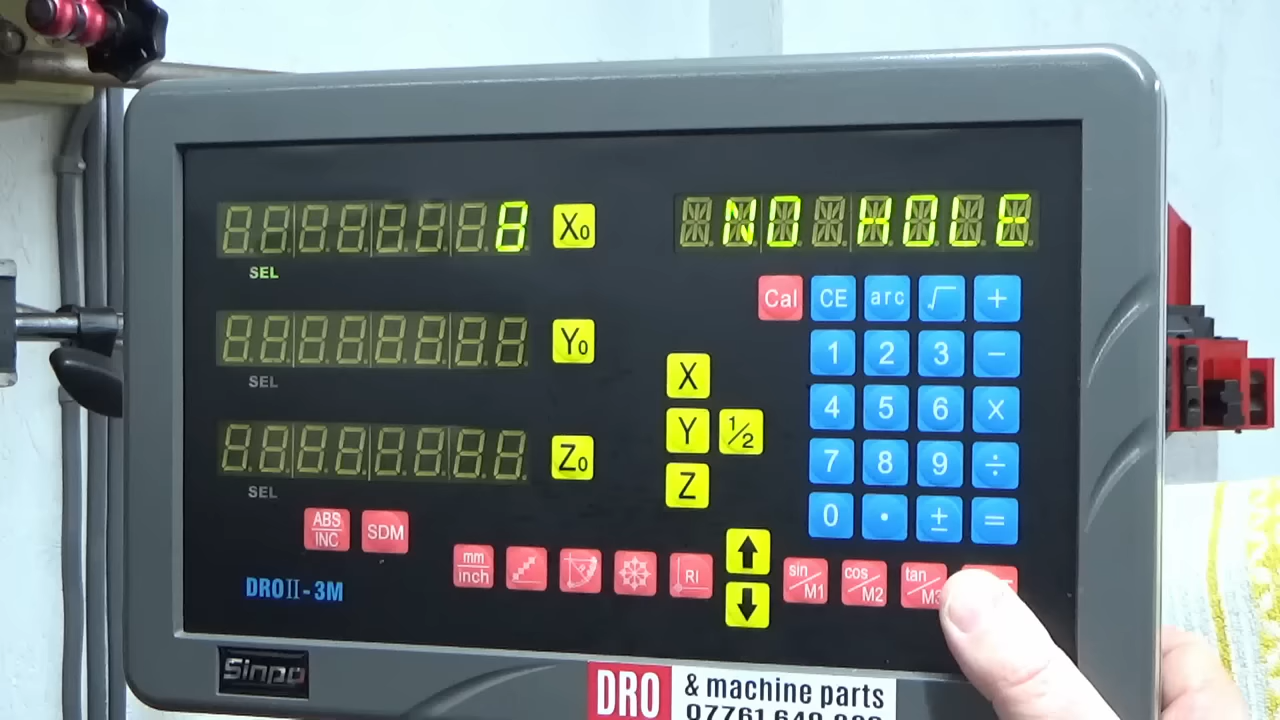 8 X₀ NO HOLE
SEL
Cal CE arc √ +
Y₀ 1 2 3 −
SEL
X 4 5 6 ×
Y ½
Z₀ 7 8 9 ÷
Z
SEL
0 • ± =
ABS/INC SDM
mm/inch RI sin/M1 cos/M2 tan/M3
DROII-3M
Sinpo
DRO & machine parts
07761 640